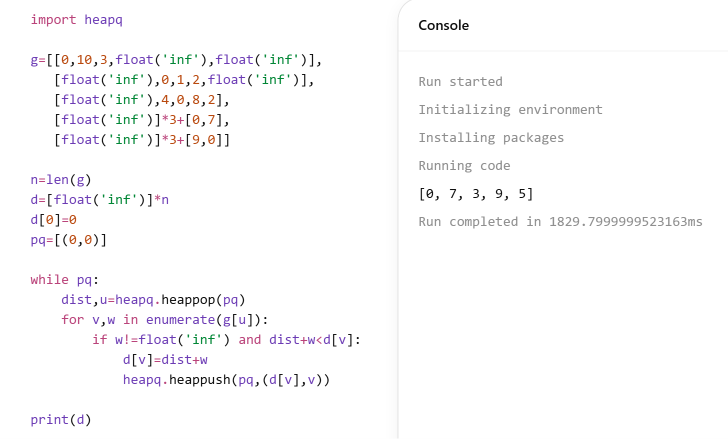 import heapq
g=[[0,10,3,float('inf'),float('inf')],
   [float('inf'),0,1,2,float('inf')],
   [float('inf'),4,0,8,2],
   [float('inf')]*3+[0,7],
   [float('inf')]*3+[9,0]]
n=len(g)
d=[float('inf')]*n
d[0]=0
pq=[(0,0)]
while pq:
    dist,u=heapq.heappop(pq)
    for v,w in enumerate(g[u]):
        if w!=float('inf') and dist+w<d[v]:
            d[v]=dist+w
            heapq.heappush(pq,(d[v],v))
print(d)
Console
Run started
Initializing environment
Installing packages
Running code
[0, 7, 3, 9, 5]
Run completed in 1829.7999999523163ms